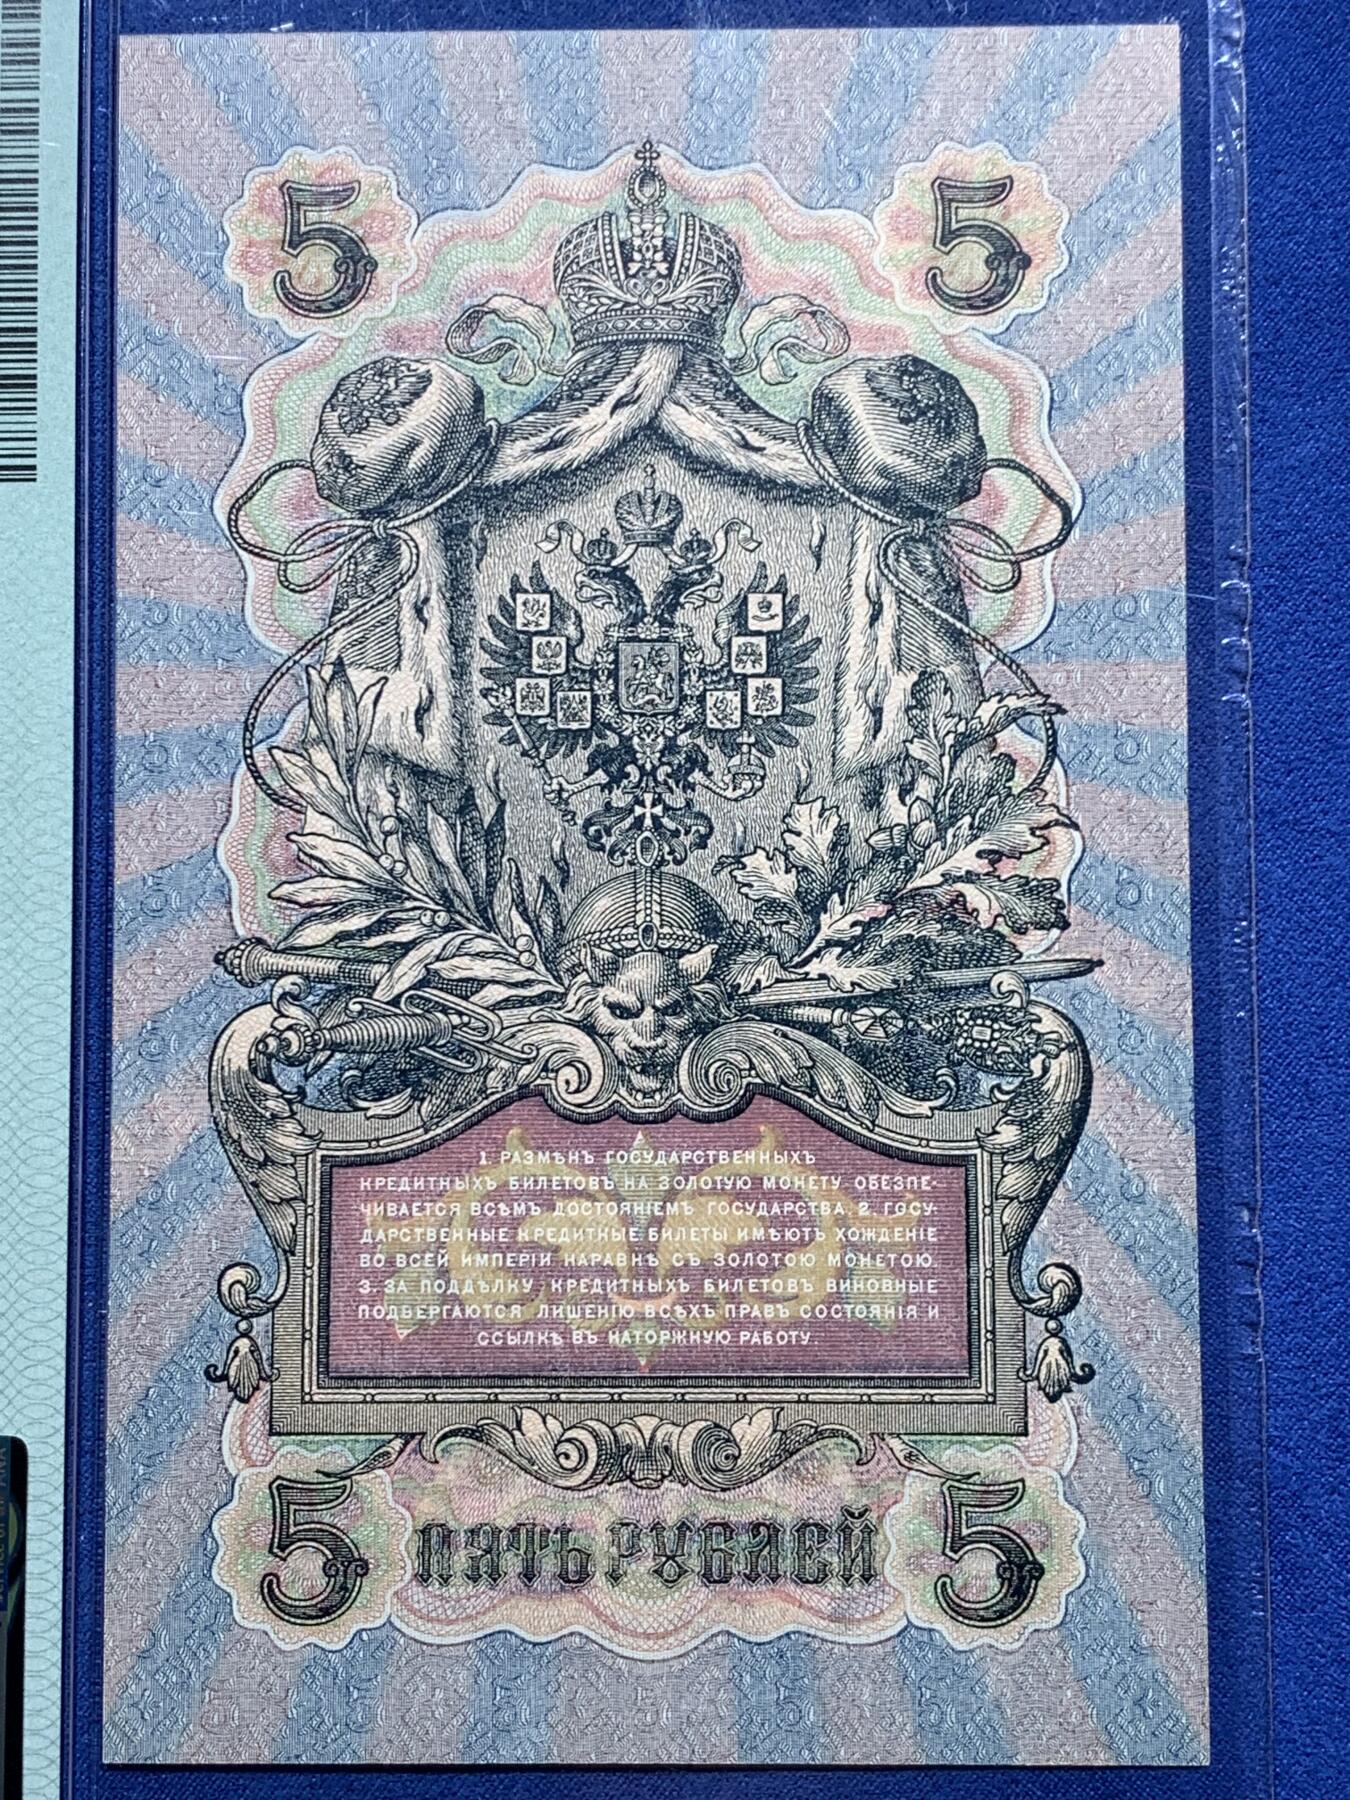 5 5
1. РАЗМѢНЪ ГОСУДАРСТВЕННЫХЪ
КРЕДИТНЫХЪ БИЛЕТОВЪ НА ЗОЛОТУЮ МОНЕТУ ОБЕЗПЕ-
ЧИВАЕТСЯ ВСѢМЪ ДОСТОЯНІЕМЪ ГОСУДАРСТВА. 2. ГОСУ-
ДАРСТВЕННЫЕ КРЕДИТНЫЕ БИЛЕТЫ ИМѢЮТЪ ХОЖДЕНІЕ
ВО ВСЕЙ ИМПЕРІИ НАРАВНѢ СЪ ЗОЛОТОЮ МОНЕТОЮ.
3. ЗА ПОДДѢЛКУ КРЕДИТНЫХЪ БИЛЕТОВЪ ВИНОВНЫЕ
ПОДВЕРГАЮТСЯ ЛИШЕНІЮ ВСѢХЪ ПРАВЪ СОСТОЯНІЯ И
ССЫЛКѢ ВЪ КАТОРЖНУЮ РАБОТУ.
5 ПЯТЬ РУБЛЕЙ 5